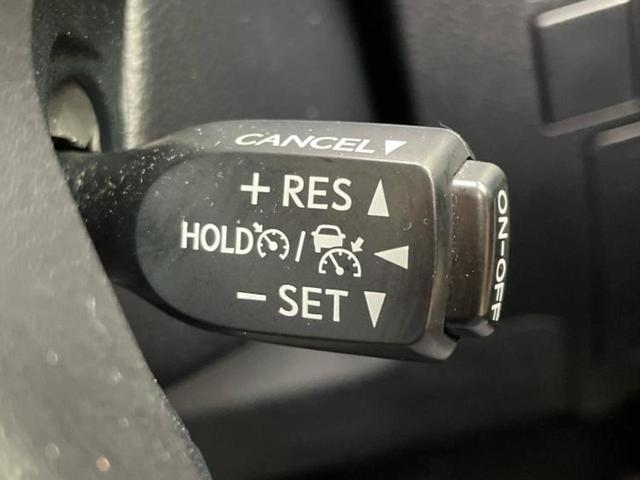 CANCEL▼
+ RES ▲
HOLD / ◀
− SET ▼
ON-OFF